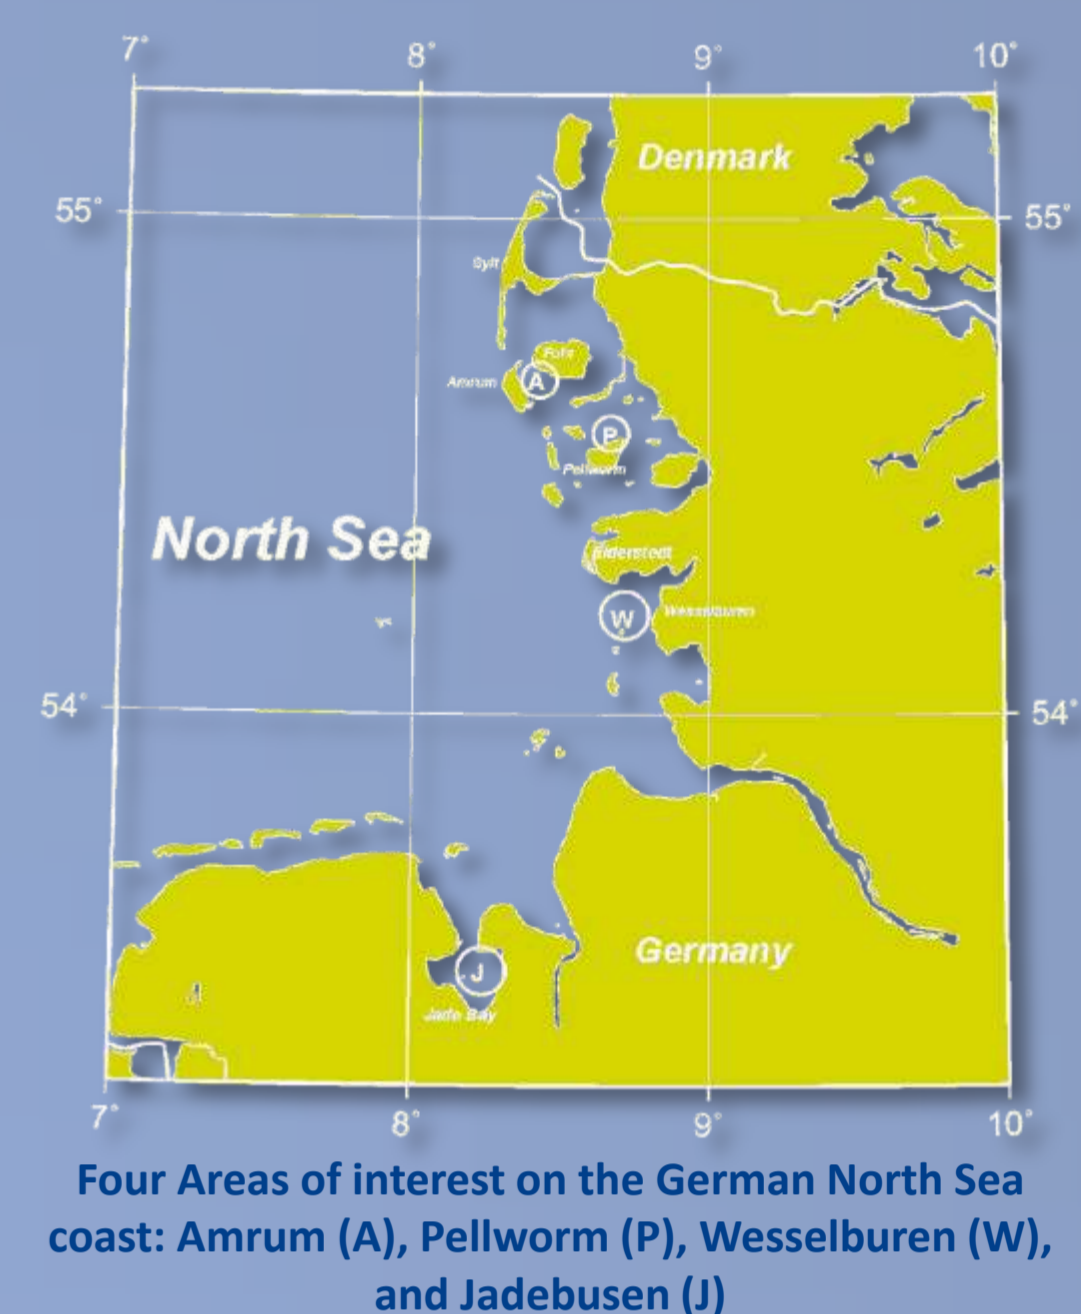 7° 8° 9° 10°
Denmark
55° 55°
Sylt
Föhr
Amrum A
P
Pellworm
North Sea
Eiderstedt
W Wesselburen
54° 54°
Germany
J
Jade Bay
7° 8° 9° 10°
Four Areas of interest on the German North Sea
coast: Amrum (A), Pellworm (P), Wesselburen (W),
and Jadebusen (J)